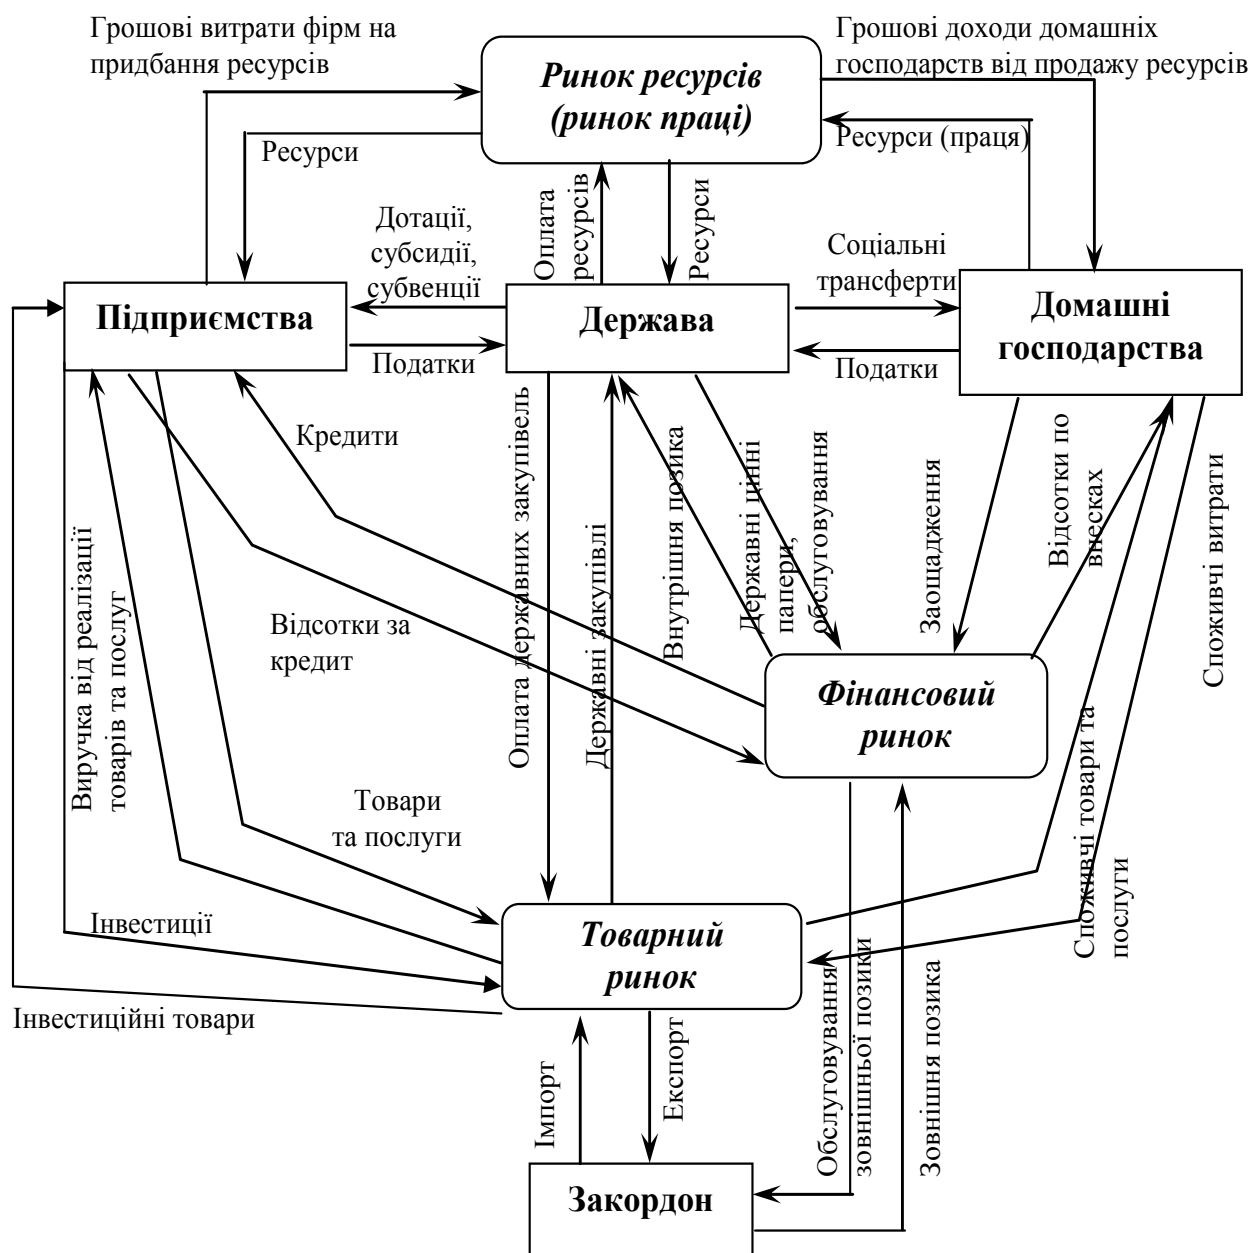 Грошові витрати фірм на
придбання ресурсів
Грошові доходи домашніх
господарств від продажу ресурсів
Ринок ресурсів
(ринок праці)
Ресурси
Ресурси (праця)
Оплата
ресурсів
Ресурси
Дотації,
субсидії,
субвенції
Соціальні
трансферти
Підприємства
Держава
Домашні
господарства
Податки
Податки
Кредити
Оплата державних закупівель
Державні закупівлі
Внутрішня позика
Державні цінні
папери,
обслуговування
Заощадження
Відсотки по
внесках
Споживчі витрати
Відсотки за
кредит
Виручка від реалізації
товарів та послуг
Фінансовий
ринок
Товари
та послуги
Споживчі товари та
послуги
Інвестиції
Товарний
ринок
Інвестиційні товари
Імпорт
Експорт
Обслуговування
зовнішньої позики
Зовнішня позика
Закордон